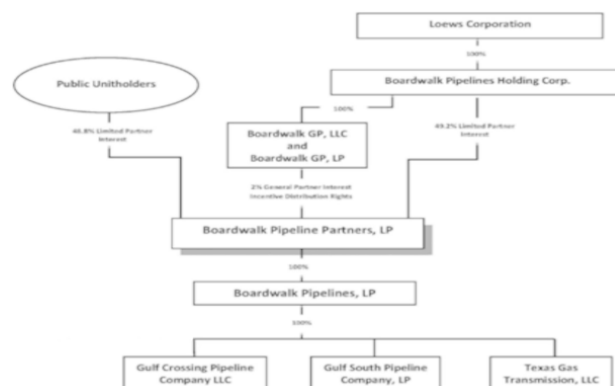 Loews Corporation
100%
Public Unitholders
Boardwalk Pipelines Holding Corp.
100%
48.8% Limited Partner
Interest
Boardwalk GP, LLC
and
Boardwalk GP, LP
49.2% Limited Partner
Interest
2% General Partner Interest
Incentive Distribution Rights
Boardwalk Pipeline Partners, LP
100%
Boardwalk Pipelines, LP
100%
Gulf Crossing Pipeline
Company LLC
Gulf South Pipeline
Company, LP
Texas Gas
Transmission, LLC